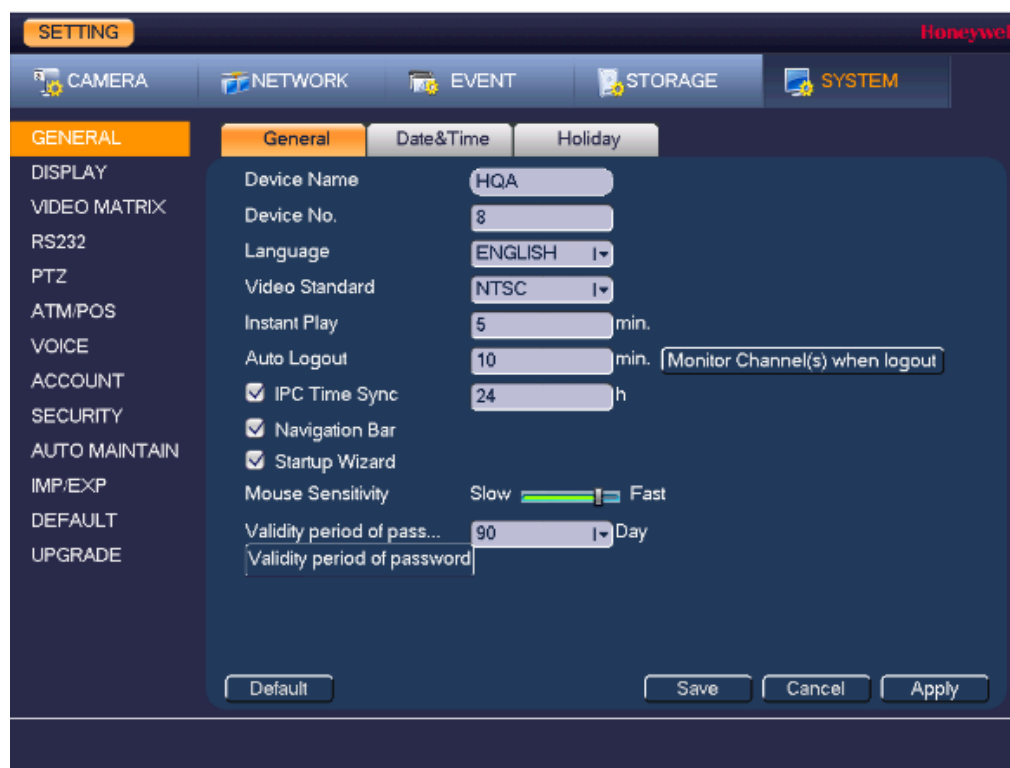 SETTING
Honeywel
CAMERA NETWORK EVENT STORAGE SYSTEM
GENERAL
DISPLAY
VIDEO MATRIX
RS232
PTZ
ATM/POS
VOICE
ACCOUNT
SECURITY
AUTO MAINTAIN
IMP/EXP
DEFAULT
UPGRADE
General Date&Time Holiday
Device Name HQA
Device No. 8
Language ENGLISH
Video Standard NTSC
Instant Play 5 min.
Auto Logout 10 min. Monitor Channel(s) when logout
IPC Time Sync 24 h
Navigation Bar
Startup Wizard
Mouse Sensitivity Slow Fast
Validity period of pass... 90 Day
Validity period of password
Default Save Cancel Apply